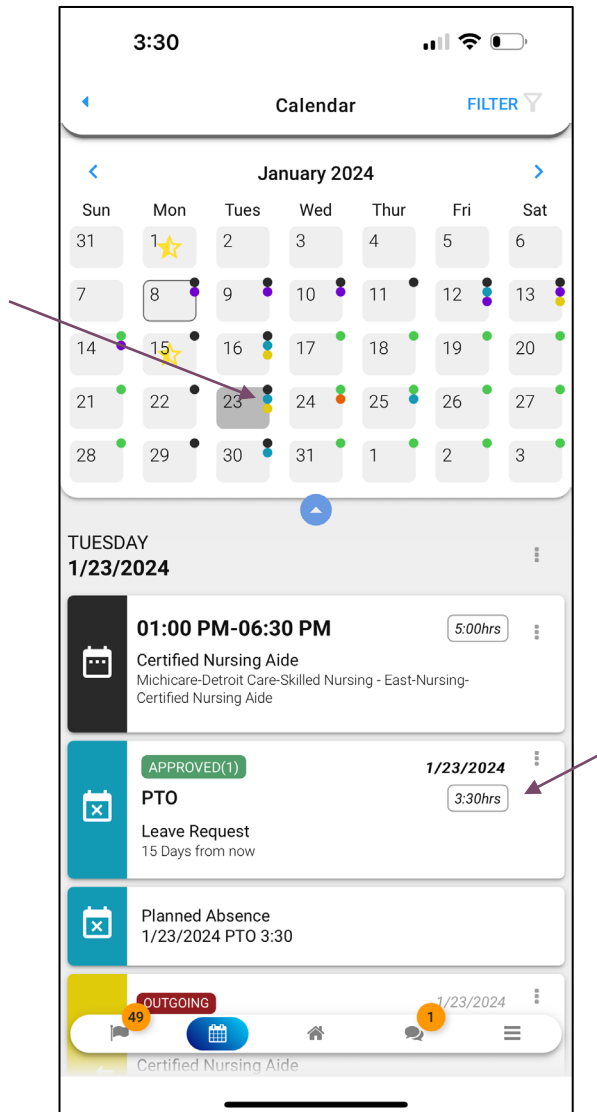 3:30
Calendar
FILTER
January 2024
Sun Mon Tues Wed Thur Fri Sat
31 1 2 3 4 5 6
7 8 9 10 11 12 13
14 15 16 17 18 19 20
21 22 23 24 25 26 27
28 29 30 31 1 2 3
TUESDAY
1/23/2024
01:00 PM-06:30 PM 5:00hrs
Certified Nursing Aide
Michicare-Detroit Care-Skilled Nursing - East-Nursing-
Certified Nursing Aide
APPROVED(1) 1/23/2024
PTO 3:30hrs
Leave Request
15 Days from now
Planned Absence
1/23/2024 PTO 3:30
OUTGOING 1/23/2024
49 1
Certified Nursing Aide